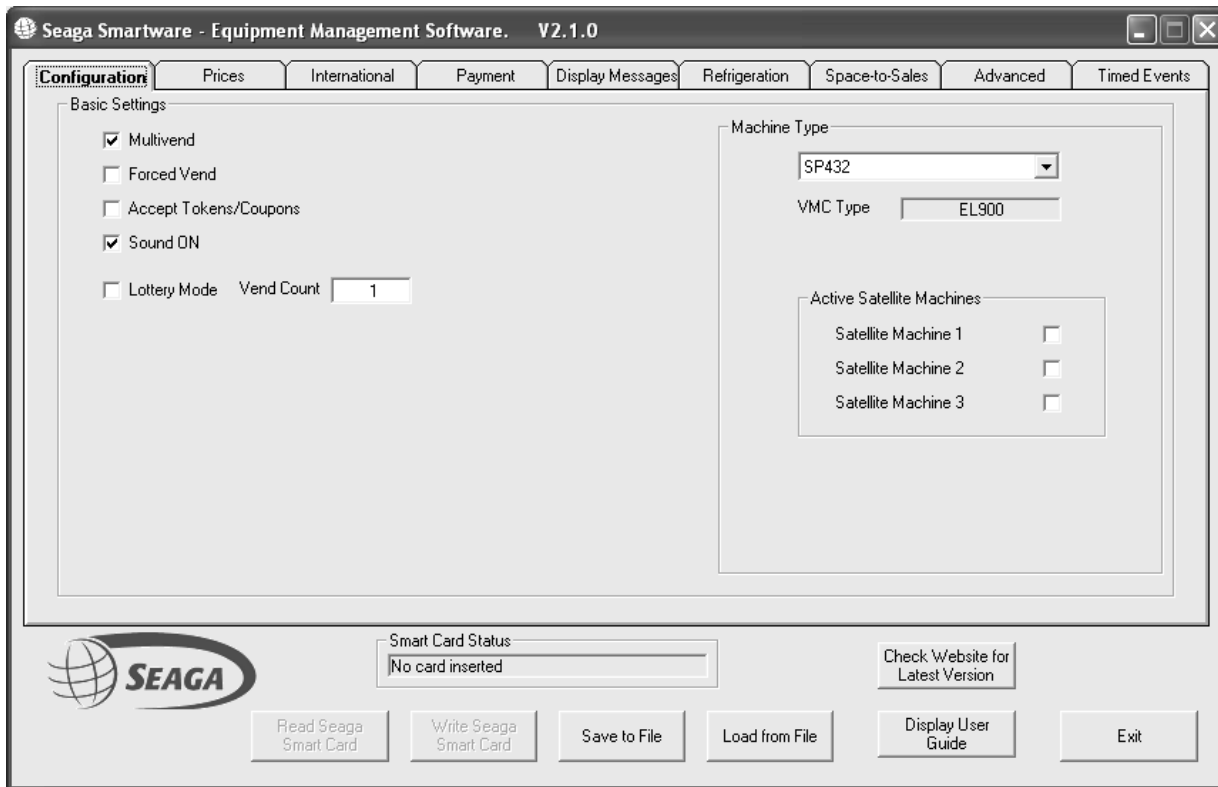 Seaga Smartware - Equipment Management Software. V2.1.0
Configuration Prices International Payment Display Messages Refrigeration Space-to-Sales Advanced Timed Events
Basic Settings
Multivend
Forced Vend
Accept Tokens/Coupons
Sound ON
Lottery Mode Vend Count 1
Machine Type
SP432
VMC Type EL900
Active Satellite Machines
Satellite Machine 1
Satellite Machine 2
Satellite Machine 3
SEAGA
Smart Card Status
No card inserted
Check Website for
Latest Version
Read Seaga
Smart Card
Write Seaga
Smart Card
Save to File
Load from File
Display User
Guide
Exit